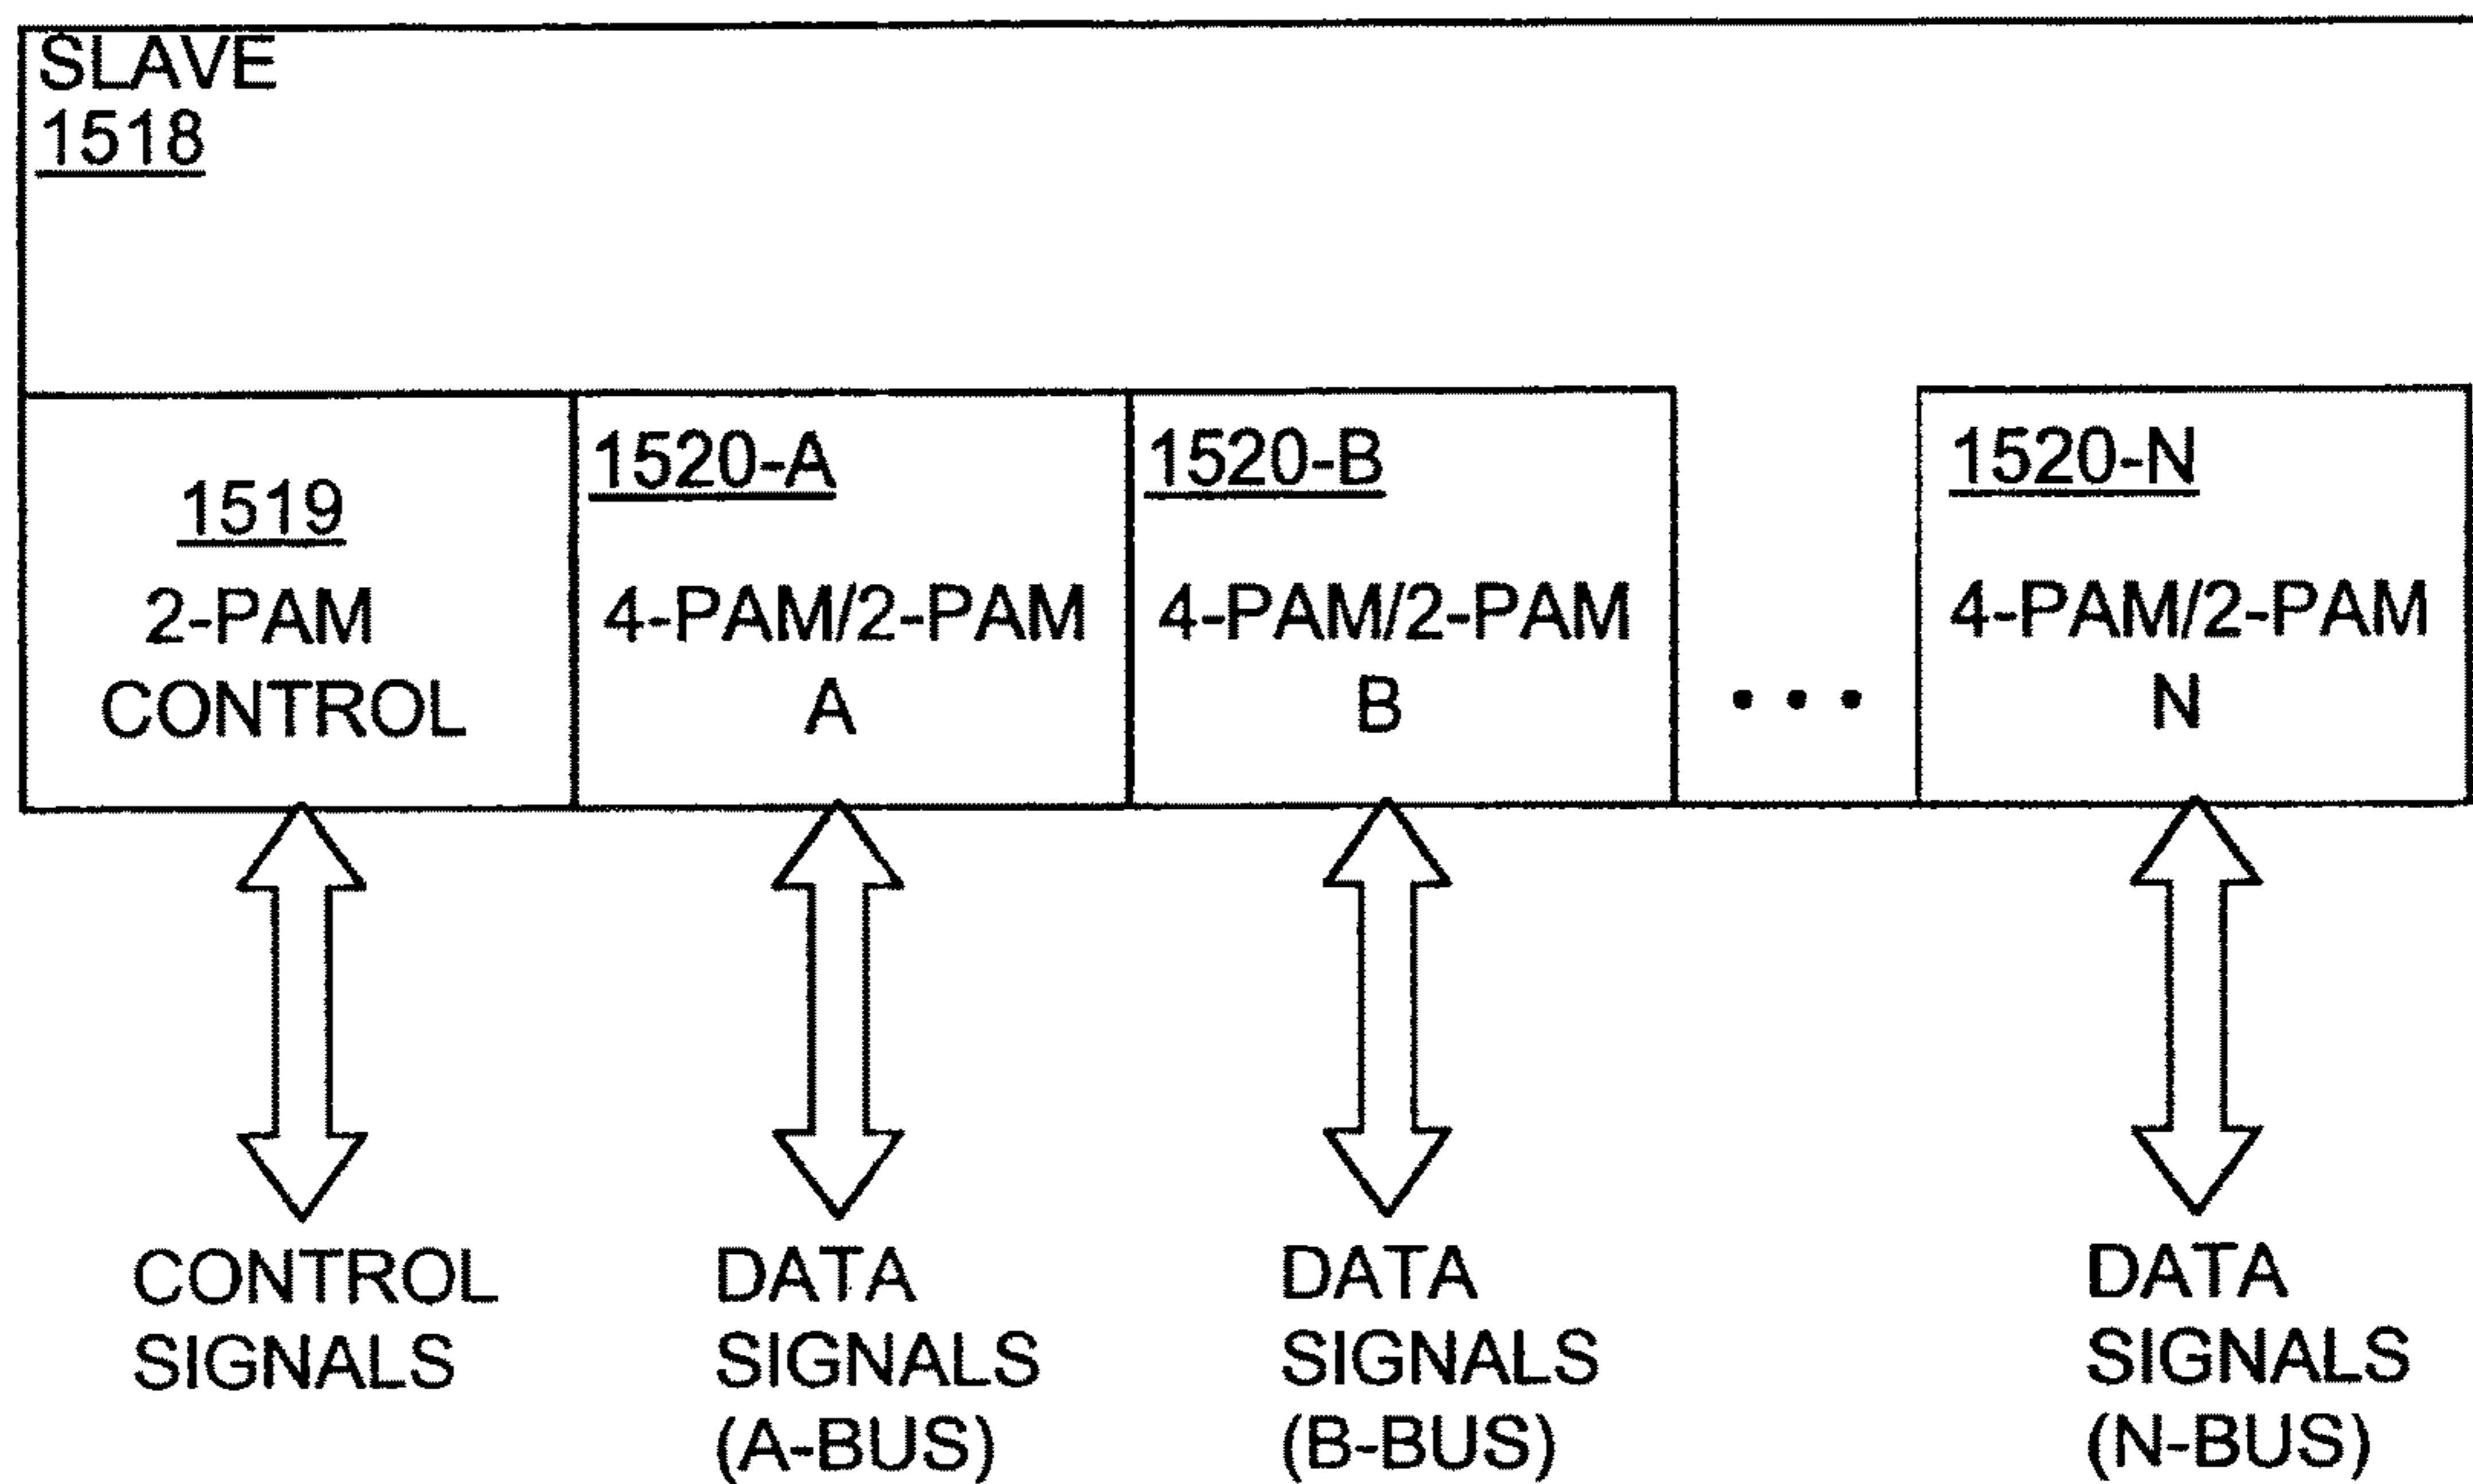 SLAVE
1518
1519
2-PAM
CONTROL
1520-A
4-PAM/2-PAM
A
1520-B
4-PAM/2-PAM
B
• • •
1520-N
4-PAM/2-PAM
N
CONTROL
SIGNALS
DATA
SIGNALS
(A-BUS)
DATA
SIGNALS
(B-BUS)
DATA
SIGNALS
(N-BUS)